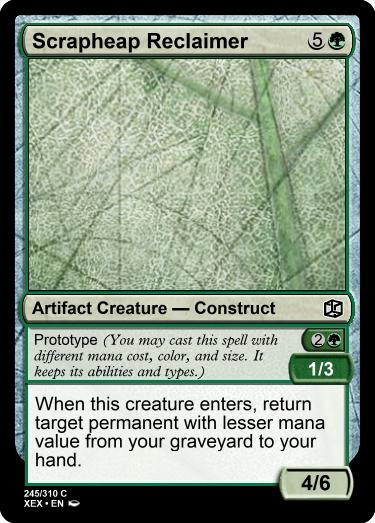 Scrapheap Reclaimer 5
Artifact Creature — Construct
Prototype (You may cast this spell with 2
different mana cost, color, and size. It
keeps its abilities and types.)
1/3
When this creature enters, return
target permanent with lesser mana
value from your graveyard to your
hand.
4/6
245/310 C
XEX • EN